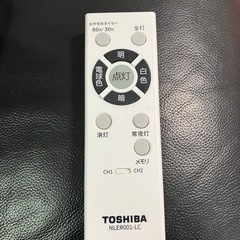 おやすみタイマー
60分 30分
全灯
明
電球色
点灯
白色
暗
消灯
常夜灯
メモリ
CH1
CH2
TOSHIBA
NLER001-LC